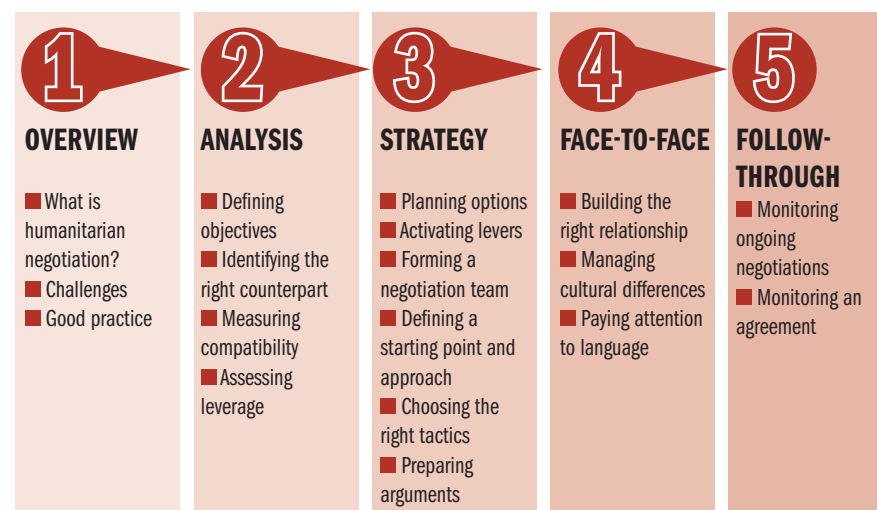 1
OVERVIEW
■ What is
humanitarian
negotiation?
■ Challenges
■ Good practice
2
ANALYSIS
■ Defining
objectives
■ Identifying the
right counterpart
■ Measuring
compatibility
■ Assessing
leverage
3
STRATEGY
■ Planning options
■ Activating levers
■ Forming a
negotiation team
■ Defining a
starting point and
approach
■ Choosing the
right tactics
■ Preparing
arguments
4
FACE-TO-FACE
■ Building the
right relationship
■ Managing
cultural differences
■ Paying attention
to language
5
FOLLOW-
THROUGH
■ Monitoring
ongoing
negotiations
■ Monitoring an
agreement